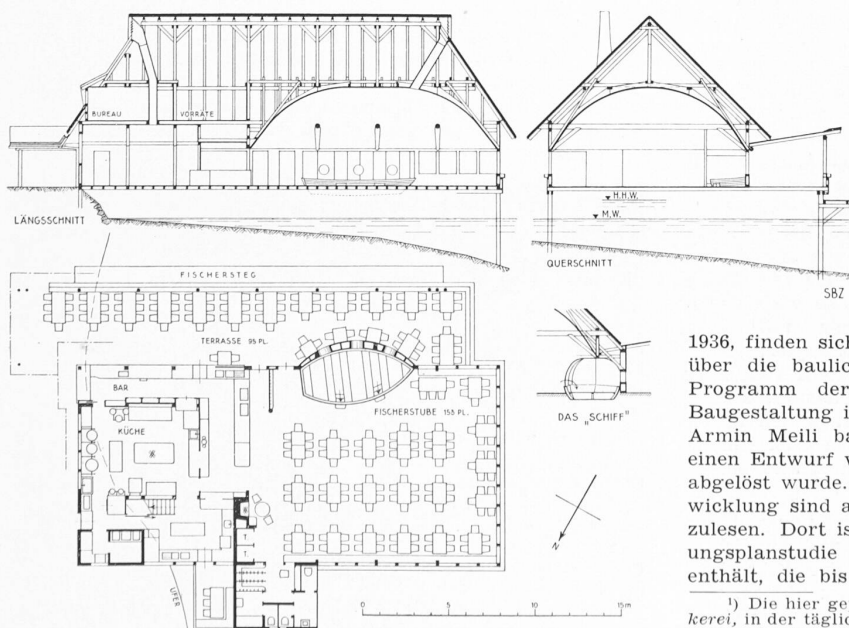 BUREAU
VORRÄTE
LÄNGSSCHNITT
H.H.W.
M.W.
QUERSCHNITT
SBZ
FISCHERSTEG
TERRASSE 95 PL.
BAR
KÜCHE
FISCHERSTUBE 153 PL.
T.
T.
UFER
DAS „SCHIFF"
N
0 5 10 15 m
1936, finden sich
über die baulic
Programm der
Baugestaltung i
Armin Meili ba
einen Entwurf v
abgelöst wurde.
wicklung sind a
zulesen. Dort is
ungsplanstudie
enthält, die bis
¹) Die hier ge
kerei, in der täglic